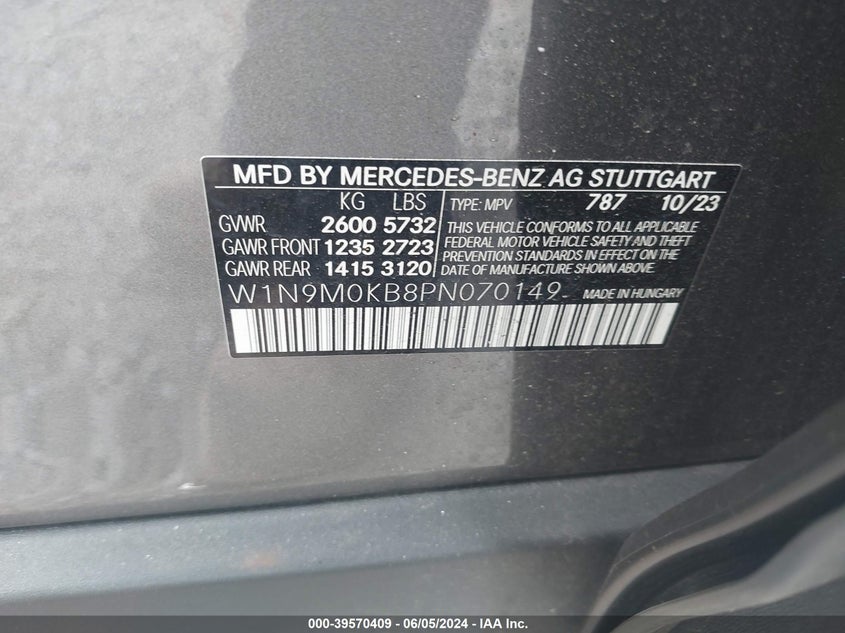 MFD BY MERCEDES-BENZ AG STUTTGART
KG LBS TYPE: MPV 787 10/23
GVWR 2600 5732 THIS VEHICLE CONFORMS TO ALL APPLICABLE
GAWR FRONT 1235 2723 FEDERAL MOTOR VEHICLE SAFETY AND THEFT
PREVENTION STANDARDS IN EFFECT ON THE
GAWR REAR 1415 3120 DATE OF MANUFACTURE SHOWN ABOVE.
W1N9M0KB8PN070149 MADE IN HUNGARY
000-39570409 - 06/05/2024 - IAA Inc.